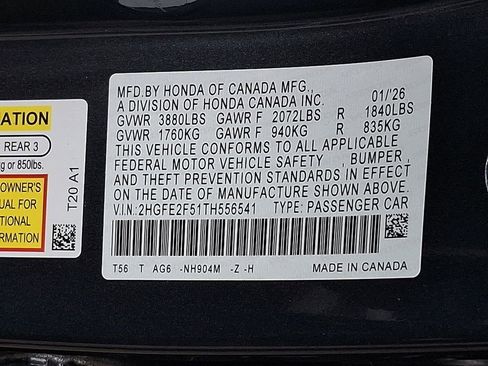 MFD.BY HONDA OF CANADA MFG.,
A DIVISION OF HONDA CANADA INC. 01/'26
GVWR 3880LBS GAWR F 2072LBS R 1840LBS
GVWR 1760KG GAWR F 940KG R 835KG
THIS VEHICLE CONFORMS TO ALL APPLICABLE
FEDERAL MOTOR VEHICLE SAFETY , BUMPER ,
AND THEFT PREVENTION STANDARDS IN EFFECT
ON THE DATE OF MANUFACTURE SHOWN ABOVE.
V.I.N:2HGFE2F51TH556541 TYPE: PASSENGER CAR
T56 T AG6 -NH904M -Z -H MADE IN CANADA
ATION
REAR 3
or 850lbs.
OWNER'S
UAL FOR
TIONAL
ORMATION
T20 A1